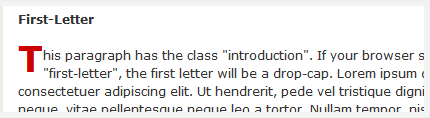 First-Letter
This paragraph has the class "introduction". If your browser s
"first-letter", the first letter will be a drop-cap. Lorem ipsum
consectetuer adipiscing elit. Ut hendrerit, pede vel tristique digni
neque, vitae pellentesque neque leo a tortor. Nullam tempor, nis